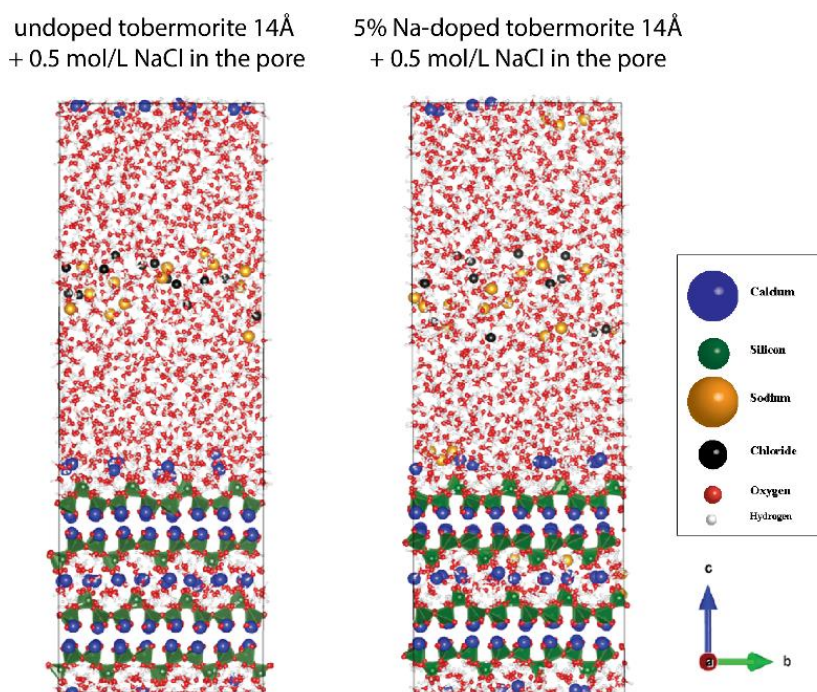 undoped tobermorite 14Å
+ 0.5 mol/L NaCl in the pore
5% Na-doped tobermorite 14Å
+ 0.5 mol/L NaCl in the pore
Calcium
Silicon
Sodium
Chloride
Oxygen
Hydrogen
c
a
b